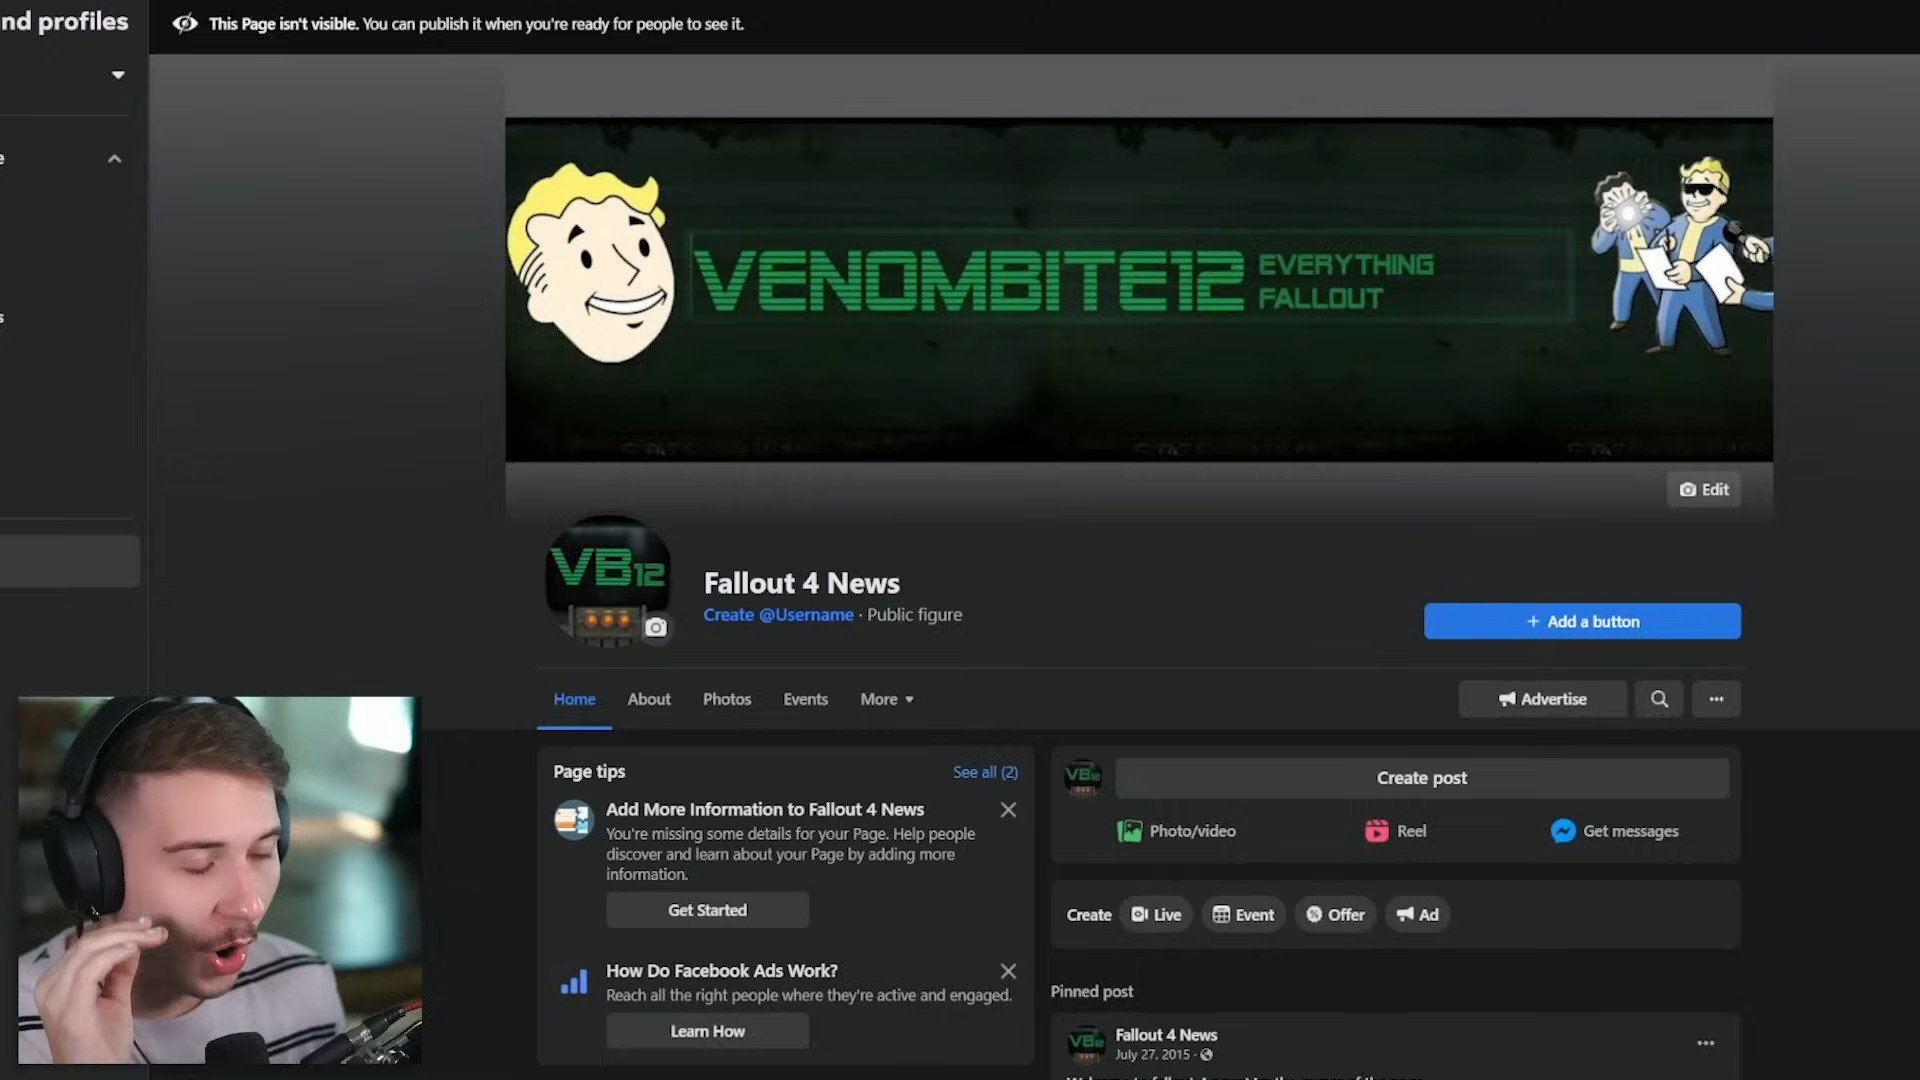 nd profiles
This Page isn't visible. You can publish it when you're ready for people to see it.
e
s
VENOMBITE12 EVERYTHING
FALLOUT
Edit
VB12
Fallout 4 News
Create @Username · Public figure
+ Add a button
Home About Photos Events More
Advertise
Page tips See all (2)
Add More Information to Fallout 4 News
You're missing some details for your Page. Help people
discover and learn about your Page by adding more
information.
Get Started
How Do Facebook Ads Work?
Reach all the right people where they're active and engaged.
Learn How
VB12
Create post
Photo/video Reel Get messages
Create Live Event Offer Ad
Pinned post
VB12
Fallout 4 News
July 27, 2015 ·